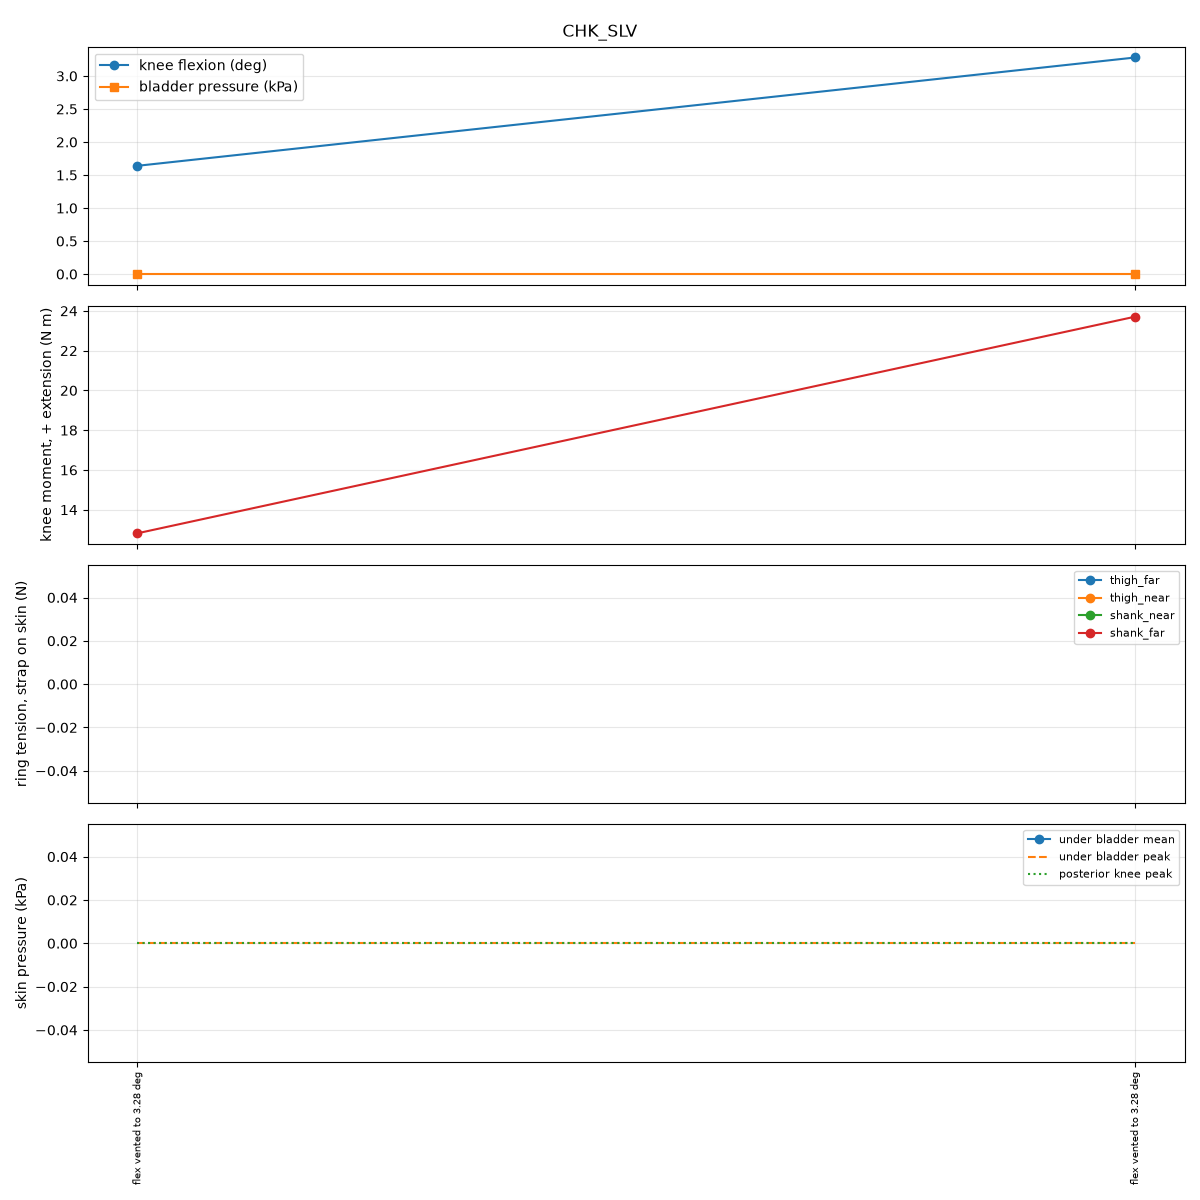 CHK_SLV
knee flexion (deg)
bladder pressure (kPa)
3.0
2.5
2.0
1.5
1.0
0.5
0.0
knee moment, + extension (N m)
24
22
20
18
16
14
ring tension, strap on skin (N)
0.04
0.02
0.00
−0.02
−0.04
thigh_far
thigh_near
shank_near
shank_far
skin pressure (kPa)
0.04
0.02
0.00
−0.02
−0.04
under bladder mean
under bladder peak
posterior knee peak
flex vented to 3.28 deg
flex vented to 3.28 deg